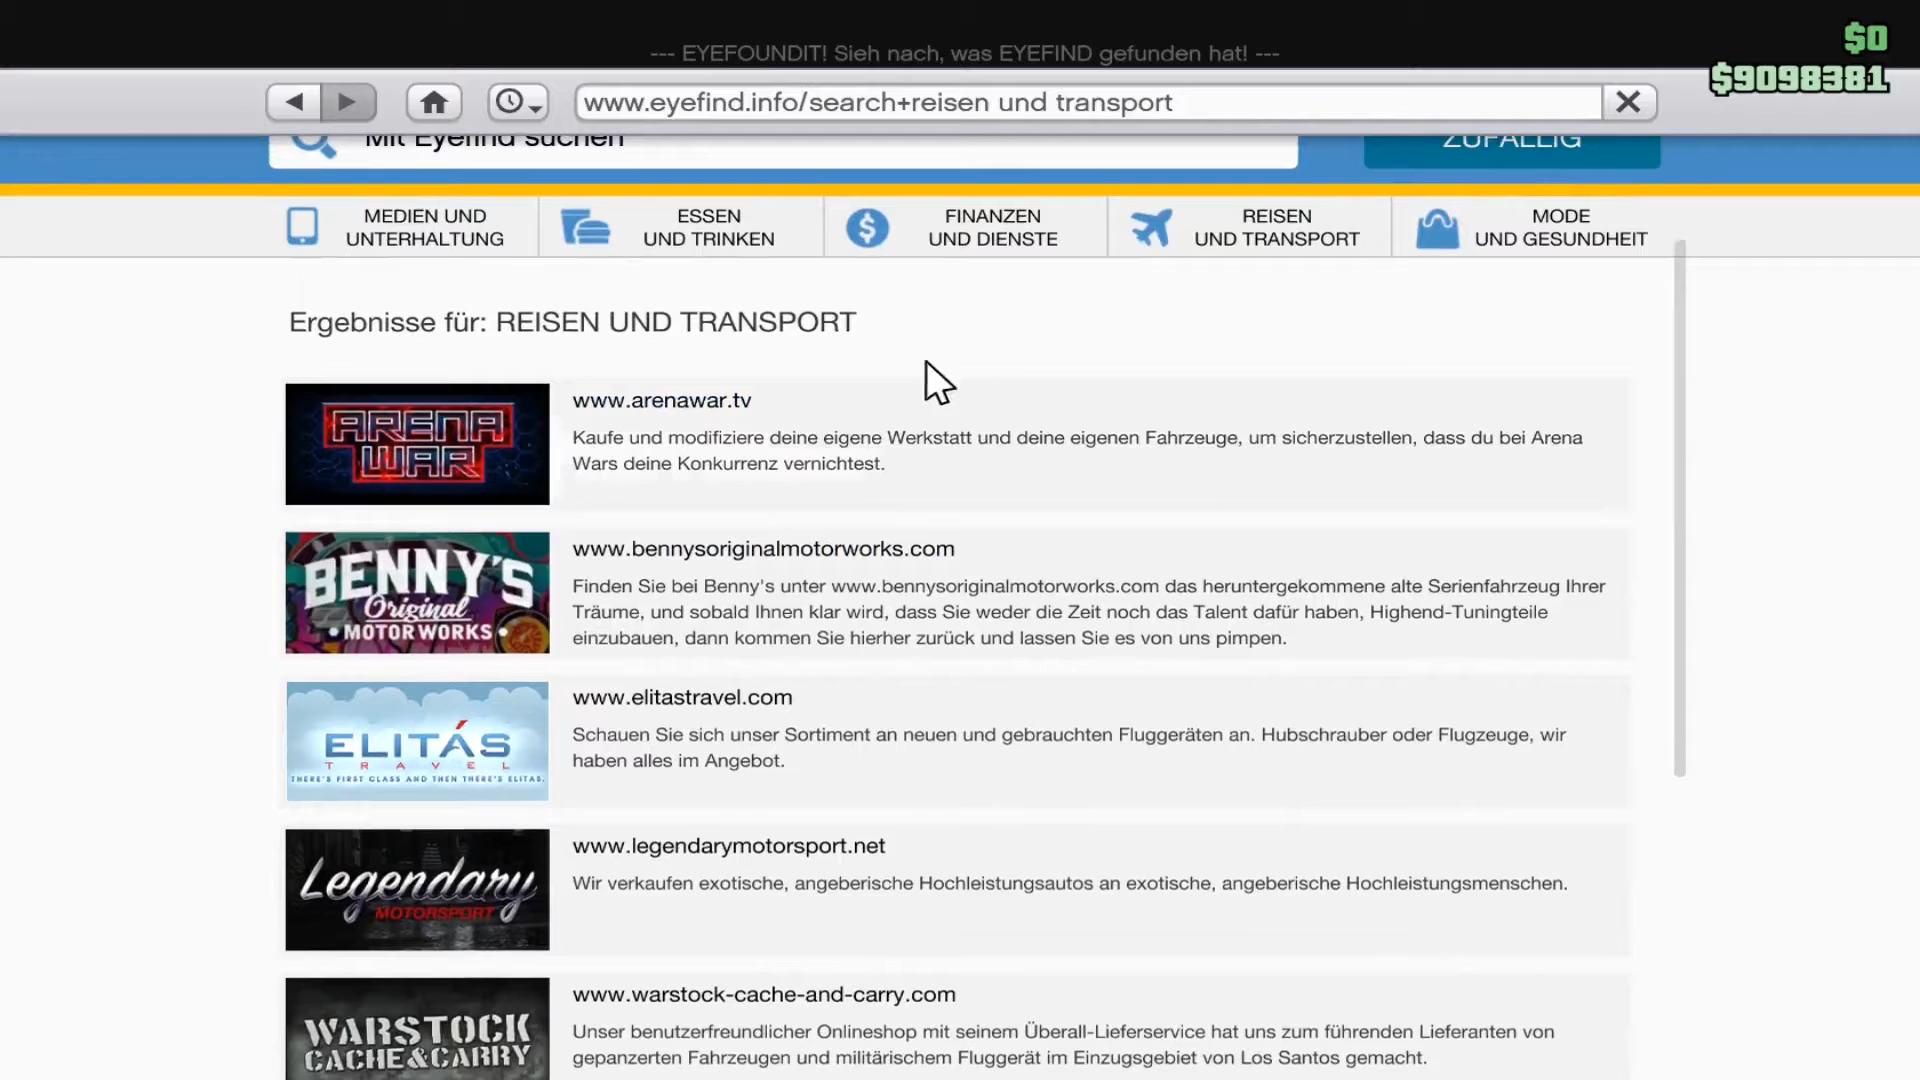 --- EYEFOUNDIT! Sieh nach, was EYEFIND gefunden hat! ---
$0
$9098381
www.eyefind.info/search+reisen und transport
Mit Eyefind suchen
ZUFÄLLIG
MEDIEN UND
UNTERHALTUNG
ESSEN
UND TRINKEN
FINANZEN
UND DIENSTE
REISEN
UND TRANSPORT
MODE
UND GESUNDHEIT
Ergebnisse für: REISEN UND TRANSPORT
ARENA
WAR
www.arenawar.tv
Kaufe und modifiziere deine eigene Werkstatt und deine eigenen Fahrzeuge, um sicherzustellen, dass du bei Arena
Wars deine Konkurrenz vernichtest.
BENNY'S
Original
MOTOR WORKS
www.bennysoriginalmotorworks.com
Finden Sie bei Benny's unter www.bennysoriginalmotorworks.com das heruntergekommene alte Serienfahrzeug Ihrer
Träume, und sobald Ihnen klar wird, dass Sie weder die Zeit noch das Talent dafür haben, Highend-Tuningteile
einzubauen, dann kommen Sie hierher zurück und lassen Sie es von uns pimpen.
ELITÁS
TRAVEL
THERE'S FIRST CLASS AND THEN THERE'S ELITAS.
www.elitastravel.com
Schauen Sie sich unser Sortiment an neuen und gebrauchten Fluggeräten an. Hubschrauber oder Flugzeuge, wir
haben alles im Angebot.
Legendary
MOTORSPORT
www.legendarymotorsport.net
Wir verkaufen exotische, angeberische Hochleistungsautos an exotische, angeberische Hochleistungsmenschen.
WARSTOCK
CACHE&CARRY
www.warstock-cache-and-carry.com
Unser benutzerfreundlicher Onlineshop mit seinem Überall-Lieferservice hat uns zum führenden Lieferanten von
gepanzerten Fahrzeugen und militärischem Fluggerät im Einzugsgebiet von Los Santos gemacht.